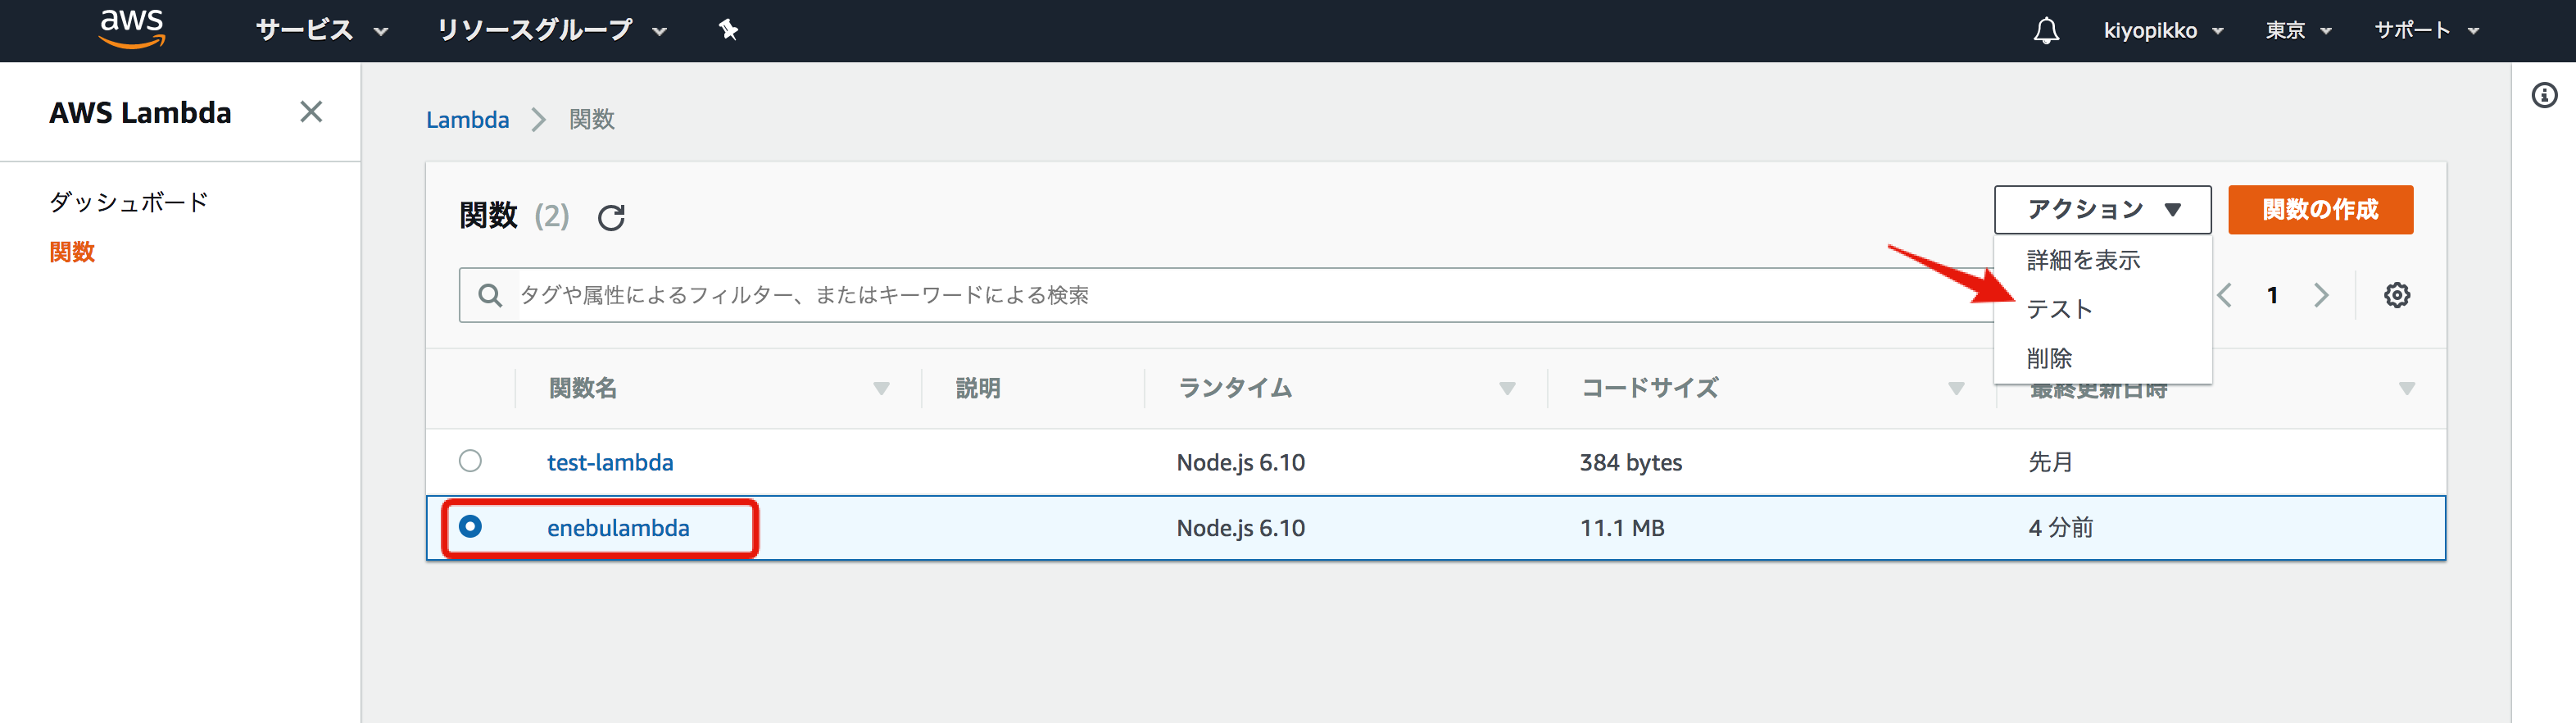 aws サービス リソースグループ kiyopikko 東京 サポート
AWS Lambda
ダッシュボード
関数
Lambda 関数
関数 (2) アクション 関数の作成
詳細を表示
タグや属性によるフィルター、またはキーワードによる検索 1
テスト
削除
関数名 説明 ランタイム コードサイズ 最終更新日時
test-lambda Node.js 6.10 384 bytes 先月
enebulambda Node.js 6.10 11.1 MB 4 分前